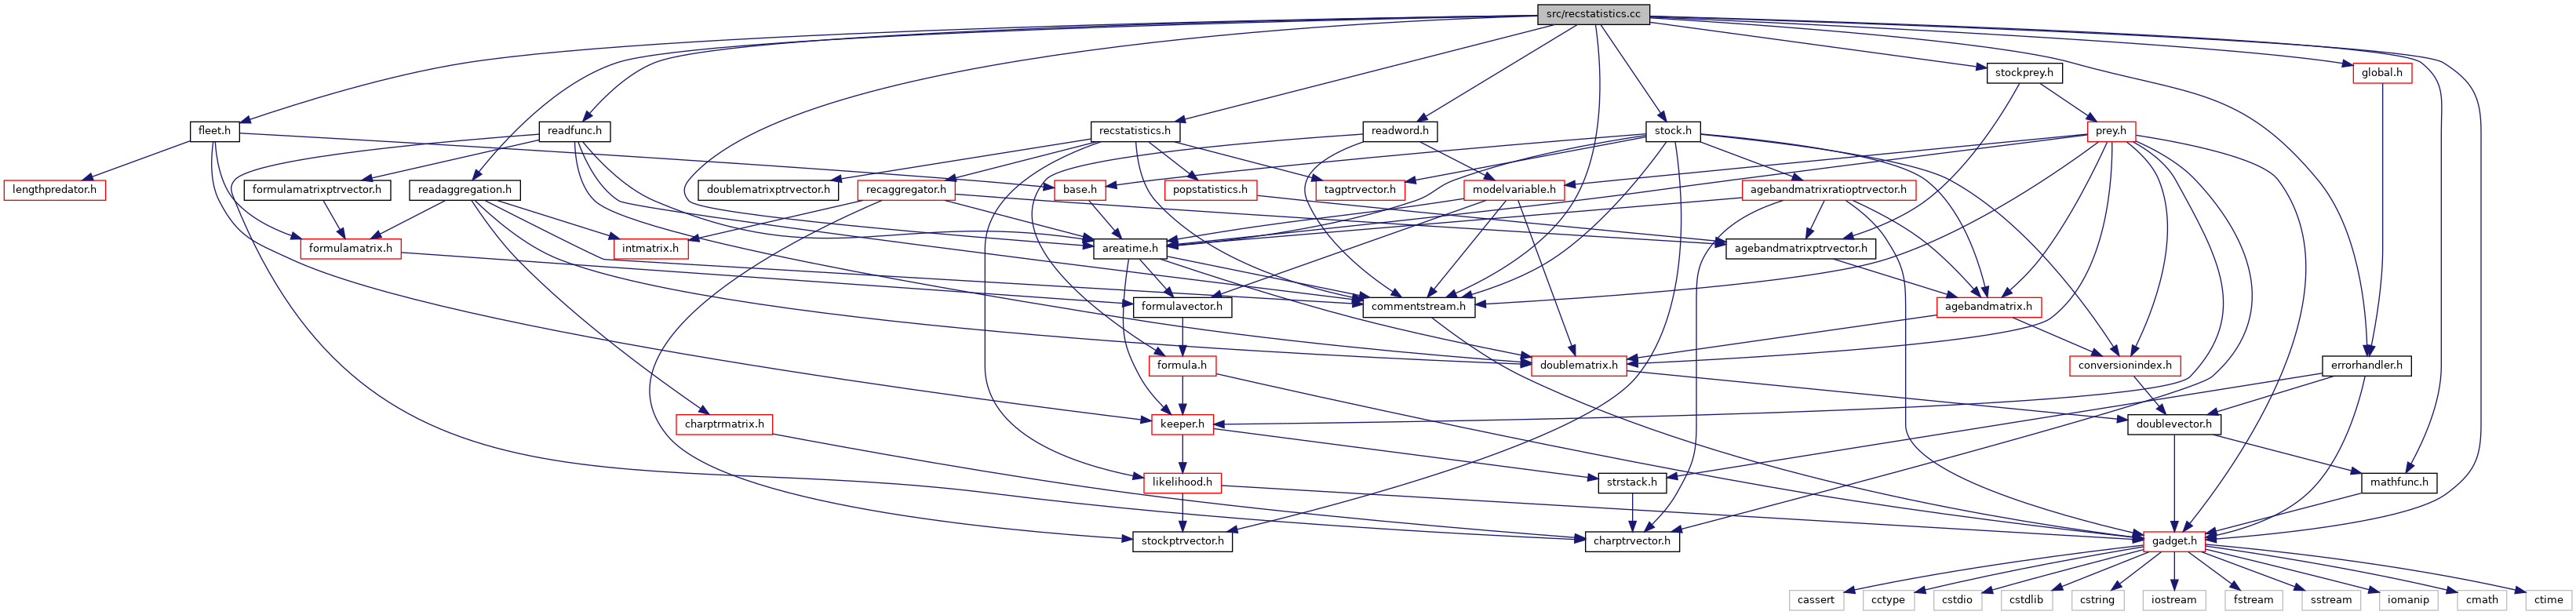 src/recstatistics.cc
stockprey.h
global.h
fleet.h
readfunc.h
recstatistics.h
readword.h
stock.h
prey.h
lengthpredator.h
formulamatrixptrvector.h
readaggregation.h
doublematrixptrvector.h
recaggregator.h
base.h
popstatistics.h
tagptrvector.h
modelvariable.h
agebandmatrixratioptrvector.h
formulamatrix.h
intmatrix.h
areatime.h
agebandmatrixptrvector.h
formulavector.h
commentstream.h
agebandmatrix.h
formula.h
doublematrix.h
conversionindex.h
errorhandler.h
charptrmatrix.h
keeper.h
doublevector.h
likelihood.h
strstack.h
mathfunc.h
stockptrvector.h
charptrvector.h
gadget.h
cassert
cctype
cstdio
cstdlib
cstring
iostream
fstream
sstream
iomanip
cmath
ctime